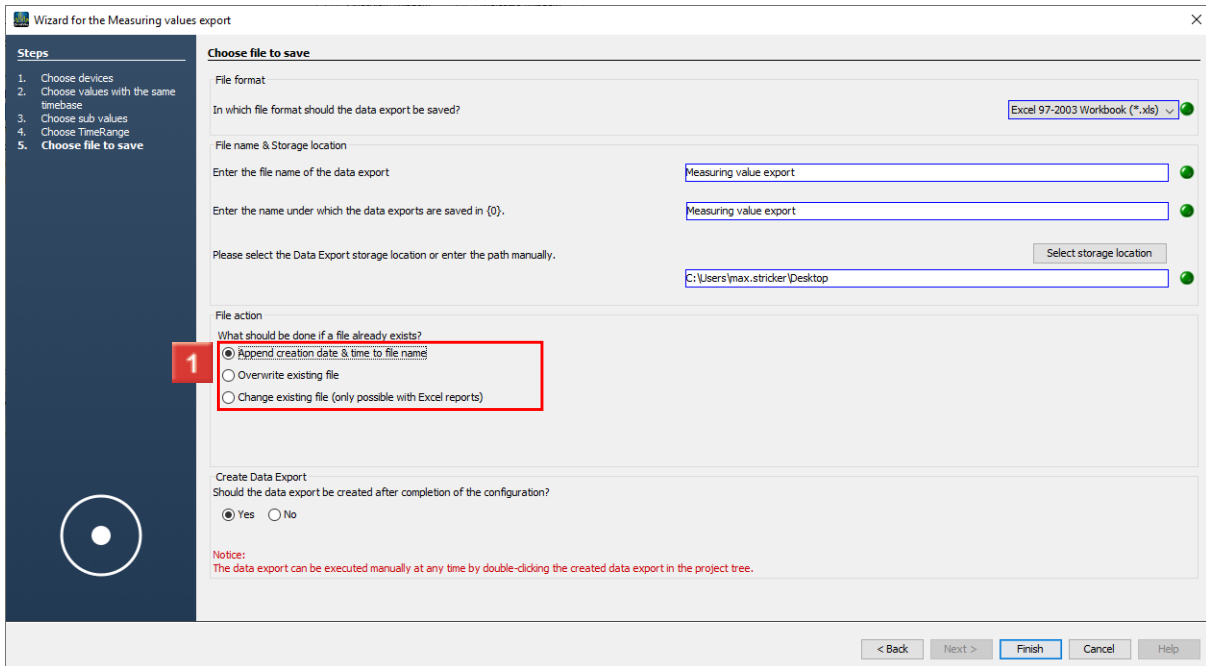 Wizard for the Measuring values export
Steps
1. Choose devices
2. Choose values with the same
timebase
3. Choose sub values
4. Choose TimeRange
5. Choose file to save
Choose file to save
File format
In which file format should the data export be saved?
Excel 97-2003 Workbook (*.xls)
File name & Storage location
Enter the file name of the data export
Measuring value export
Enter the name under which the data exports are saved in {0}.
Measuring value export
Please select the Data Export storage location or enter the path manually.
Select storage location
C:\Users\max.stricker\Desktop
File action
What should be done if a file already exists?
1
Append creation date & time to file name
Overwrite existing file
Change existing file (only possible with Excel reports)
Create Data Export
Should the data export be created after completion of the configuration?
Yes No
Notice:
The data export can be executed manually at any time by double-clicking the created data export in the project tree.
< Back Next > Finish Cancel Help